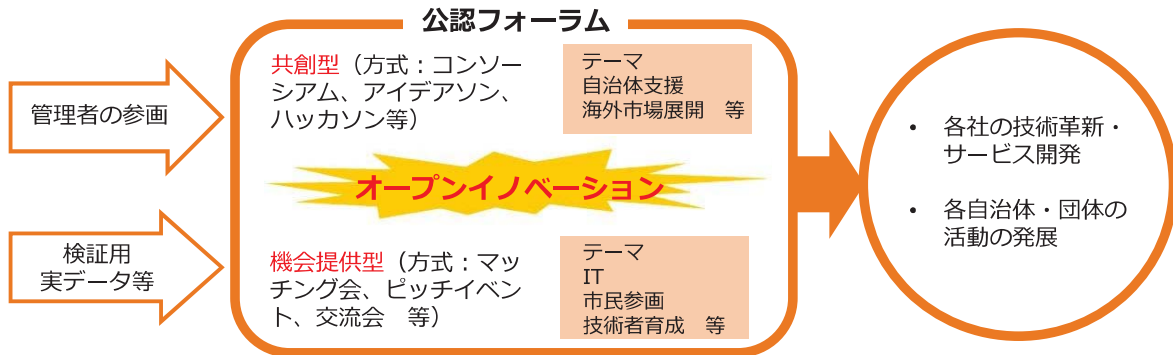 公認フォーラム
管理者の参画
検証用
実データ等
共創型（方式：コンソー
シアム、アイデアソン、
ハッカソン等）
テーマ
自治体支援
海外市場展開　等
オープンイノベーション
機会提供型（方式：マッ
チング会、ピッチイベン
ト、交流会　等）
テーマ
IT
市民参画
技術者育成　等
• 各社の技術革新・
サービス開発
• 各自治体・団体の
活動の発展